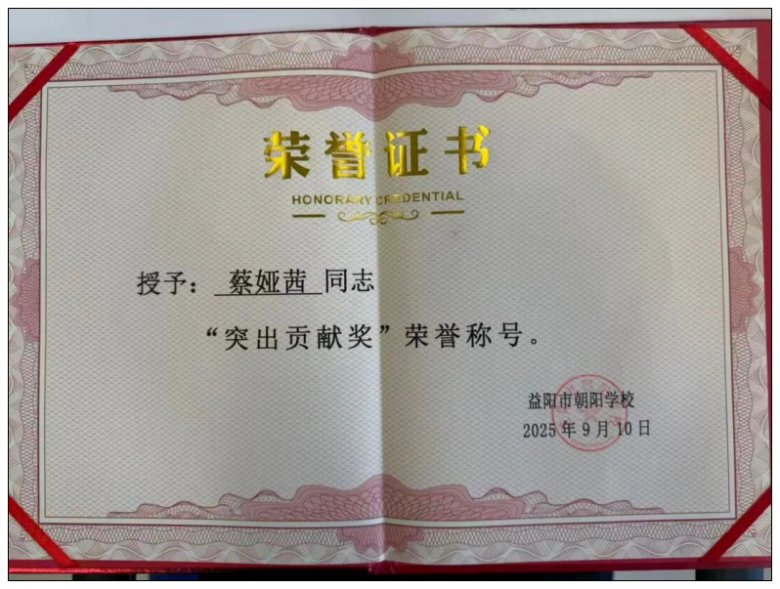 荣誉证书
HONORARY CREDENTIAL
授予：蔡娅茜 同志
“突出贡献奖”荣誉称号。
益阳市朝阳学校
2025年9月10日